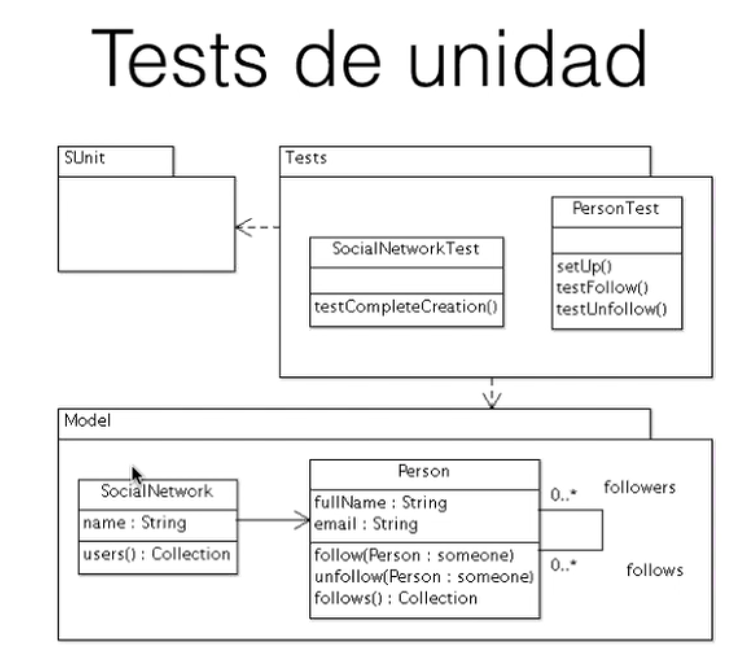 Tests de unidad
SUnit
Tests
SocialNetworkTest
testCompleteCreation()
PersonTest
setUp()
testFollow()
testUnfollow()
Model
SocialNetwork
name : String
users() : Collection
Person
fullName : String
email : String
follow(Person : someone)
unfollow(Person : someone)
follows() : Collection
0..*
followers
0..*
follows